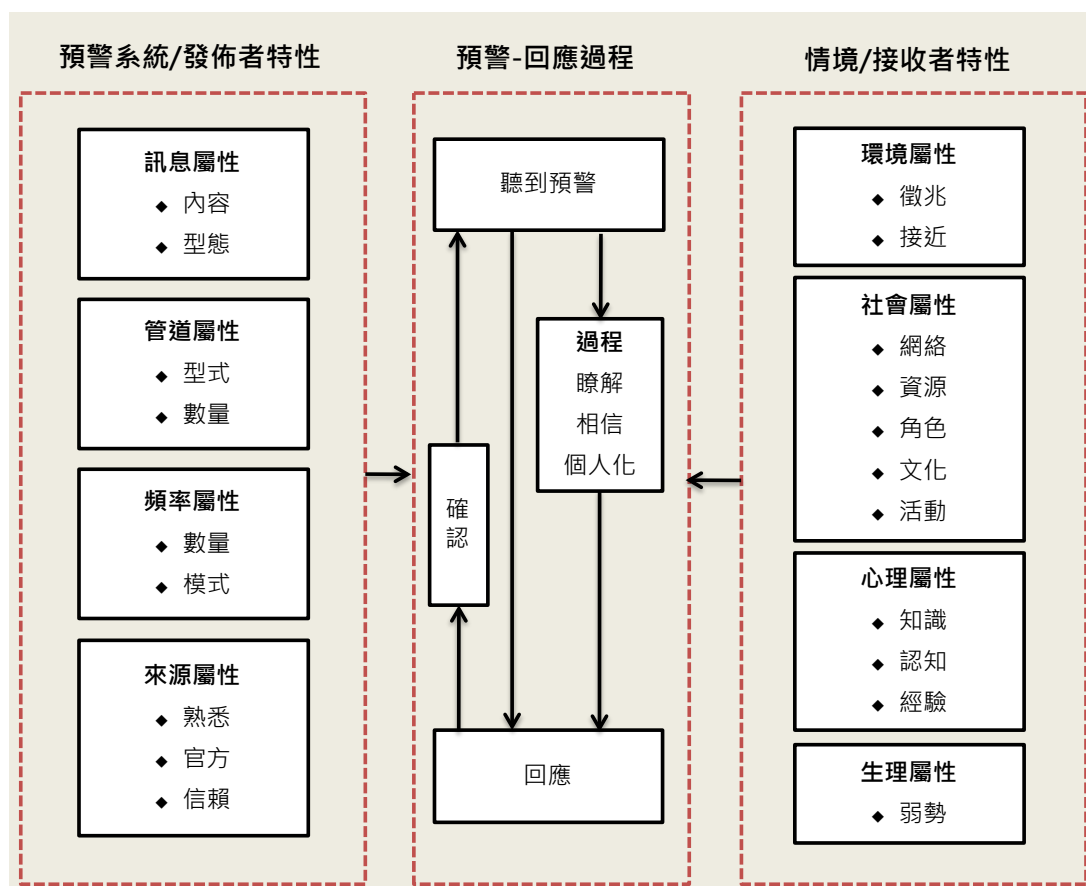 預警系統/發佈者特性
訊息屬性
◆ 內容
◆ 型態
管道屬性
◆ 型式
◆ 數量
頻率屬性
◆ 數量
◆ 模式
來源屬性
◆ 熟悉
◆ 官方
◆ 信賴
預警-回應過程
聽到預警
過程
瞭解
相信
個人化
確
認
回應
情境/接收者特性
環境屬性
◆ 徵兆
◆ 接近
社會屬性
◆ 網絡
◆ 資源
◆ 角色
◆ 文化
◆ 活動
心理屬性
◆ 知識
◆ 認知
◆ 經驗
生理屬性
◆ 弱勢